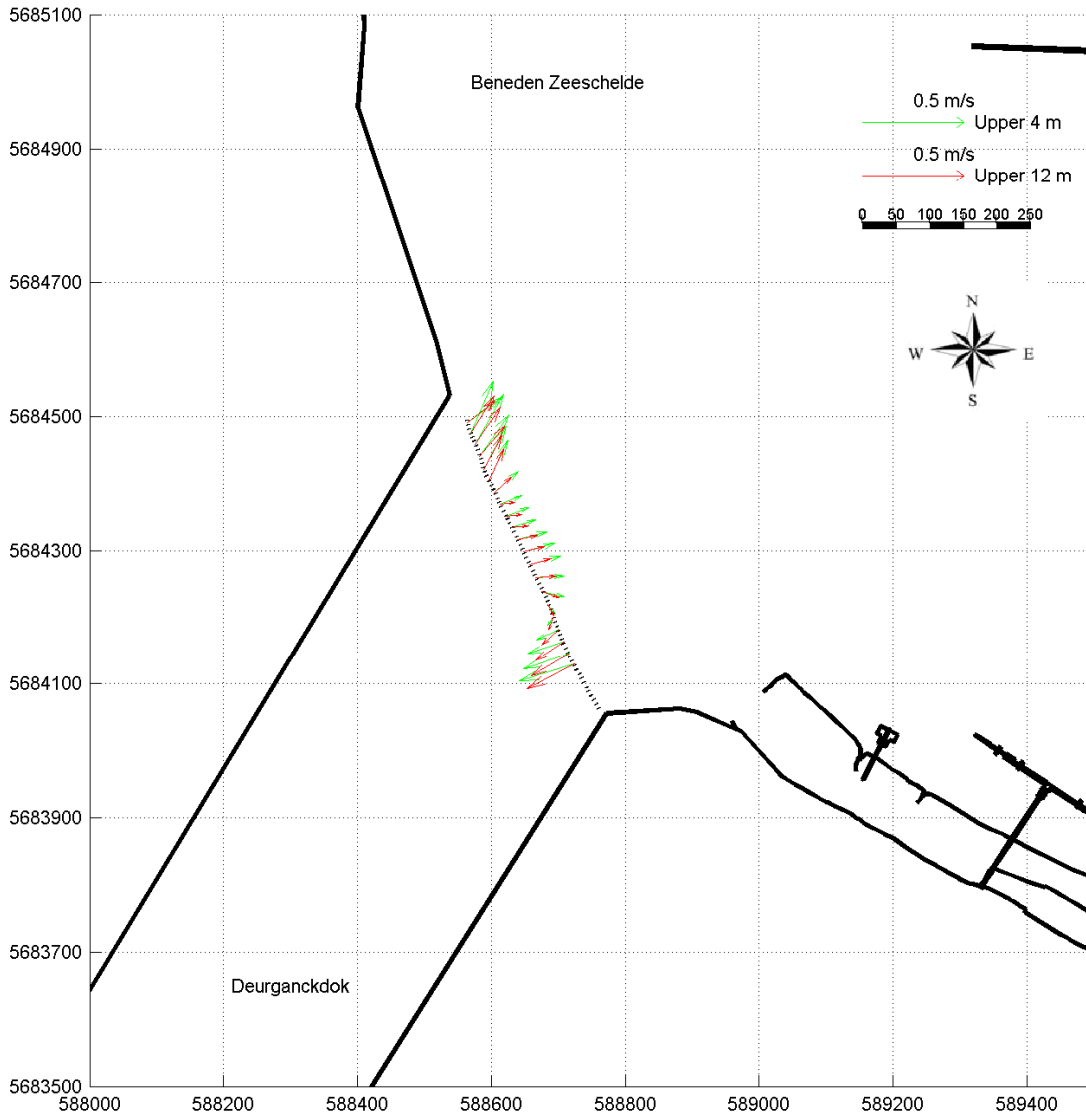 5685100
Beneden Zeeschelde
0.5 m/s
Upper 4 m
5684900
0.5 m/s
Upper 12 m
0 50 100 150 200 250
5684700
N
W E
S
5684500
5684300
5684100
5683900
5683700
Deurganckdok
5683500
588000 588200 588400 588600 588800 589000 589200 589400